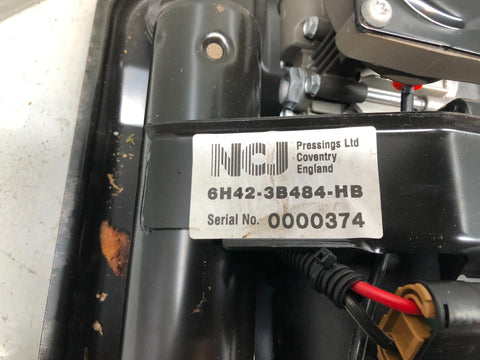 NCJ Pressings Ltd
Coventry
England
6H42-3B484-HB
Serial No. 0000374